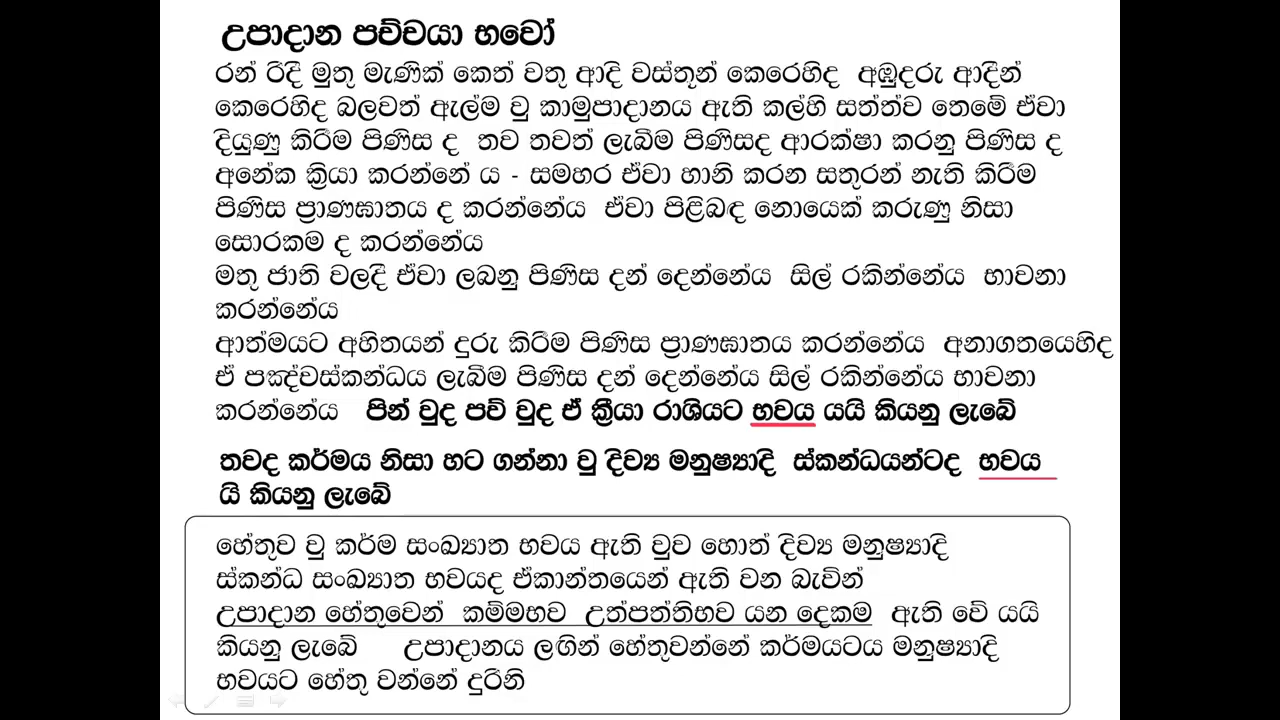 උපාදාන පච්චයා භවෝ
රන් රිදී මුතු මැණික් කෙත් වතු ආදි වස්තූන් කෙරෙහිද අඹුදරු ආදීන්
කෙරෙහිද බලවත් ඇල්ම වු කාමුපාදානය ඇති කල්හි සත්ත්ව තෙමේ ඒවා
දියුණු කිරීම පිණිස ද තව තවත් ලැබීම පිණිසද ආරක්ෂා කරනු පිණිස ද
අනේක ක්‍රියා කරන්නේ ය - සමහර ඒවා හානි කරන සතුරන් නැති කිරීම
පිණිස ප්‍රාණඝාතය ද කරන්නේය ඒවා පිළිබඳ නොයෙක් කරුණු නිසා
සොරකම ද කරන්නේය
මතු ජාති වලදී ඒවා ලබනු පිණිස දන් දෙන්නේය සිල් රකින්නේය භාවනා
කරන්නේය
ආත්මයට අහිතයන් දුරු කිරීම පිණිස ප්‍රාණඝාතය කරන්නේය අනාගතයෙහිද
ඒ පඤ්චස්කන්ධය ලැබීම පිණිස දන් දෙන්නේය සිල් රකින්නේය භාවනා
කරන්නේය පින් වුද පව් වුද ඒ ක්‍රීයා රාශියට භවය යයි කියනු ලැබේ
තවද කර්මය නිසා හට ගන්නා වු දිව්‍ය මනුෂ්‍යාදි ස්කන්ධයන්ටද භවය
යි කියනු ලැබේ
හේතුව වු කර්ම සංඛ්‍යාත භවය ඇති වුව හොත් දිව්‍ය මනුෂ්‍යාදි
ස්කන්ධ සංඛ්‍යාත භවයද ඒකාන්තයෙන් ඇති වන බැවින්
උපාදාන හේතුවෙන් කම්මභව උත්පත්තිභව යන දෙකම ඇති වේ යයි
කියනු ලැබේ උපාදානය ලඟින් හේතුවන්නේ කර්මයටය මනුෂ්‍යාදි
භවයට හේතු වන්නේ දුරිනි